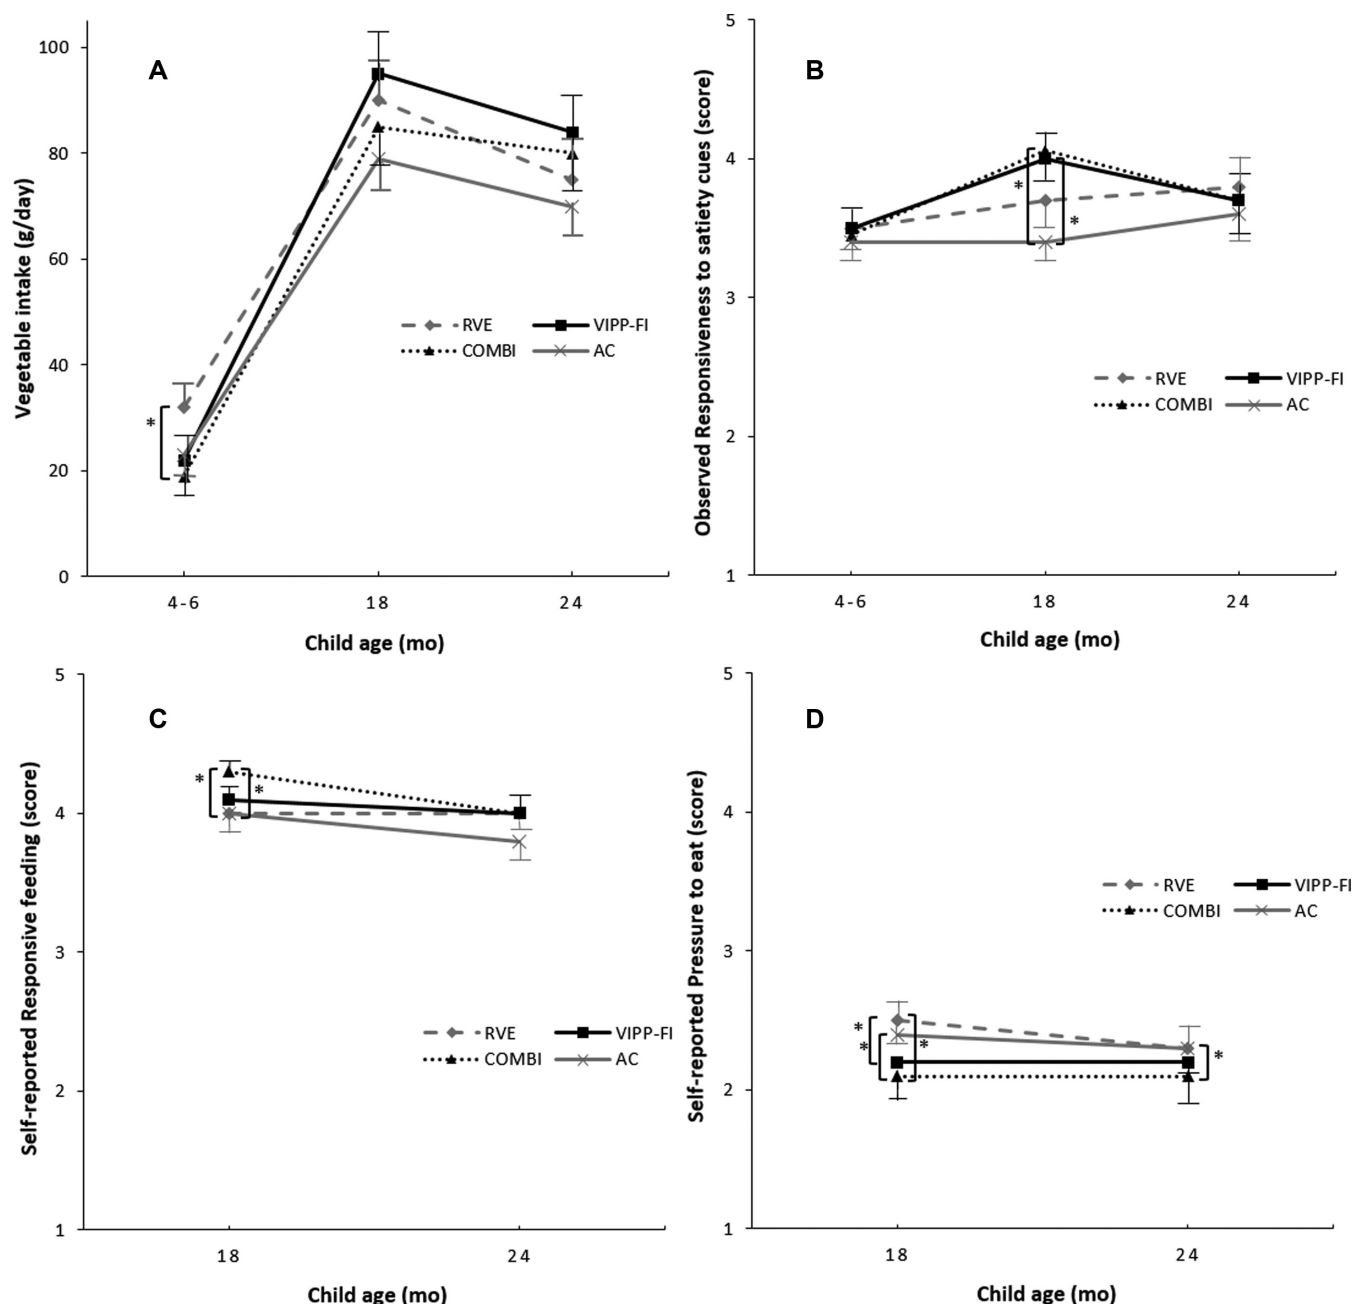 A
Vegetable intake (g/day)
100
80
60
40
20
0
*
RVE VIPP-FI
COMBI AC
4-6 18 24
Child age (mo)
B
Observed Responsiveness to satiety cues (score)
5
4
3
2
1
*
*
RVE VIPP-FI
COMBI AC
4-6 18 24
Child age (mo)
C
Self-reported Responsive feeding (score)
5
4
3
2
1
* *
RVE VIPP-FI
COMBI AC
18 24
Child age (mo)
D
Self-reported Pressure to eat (score)
5
4
3
2
1
RVE VIPP-FI
COMBI AC
*
* * *
18 24
Child age (mo)